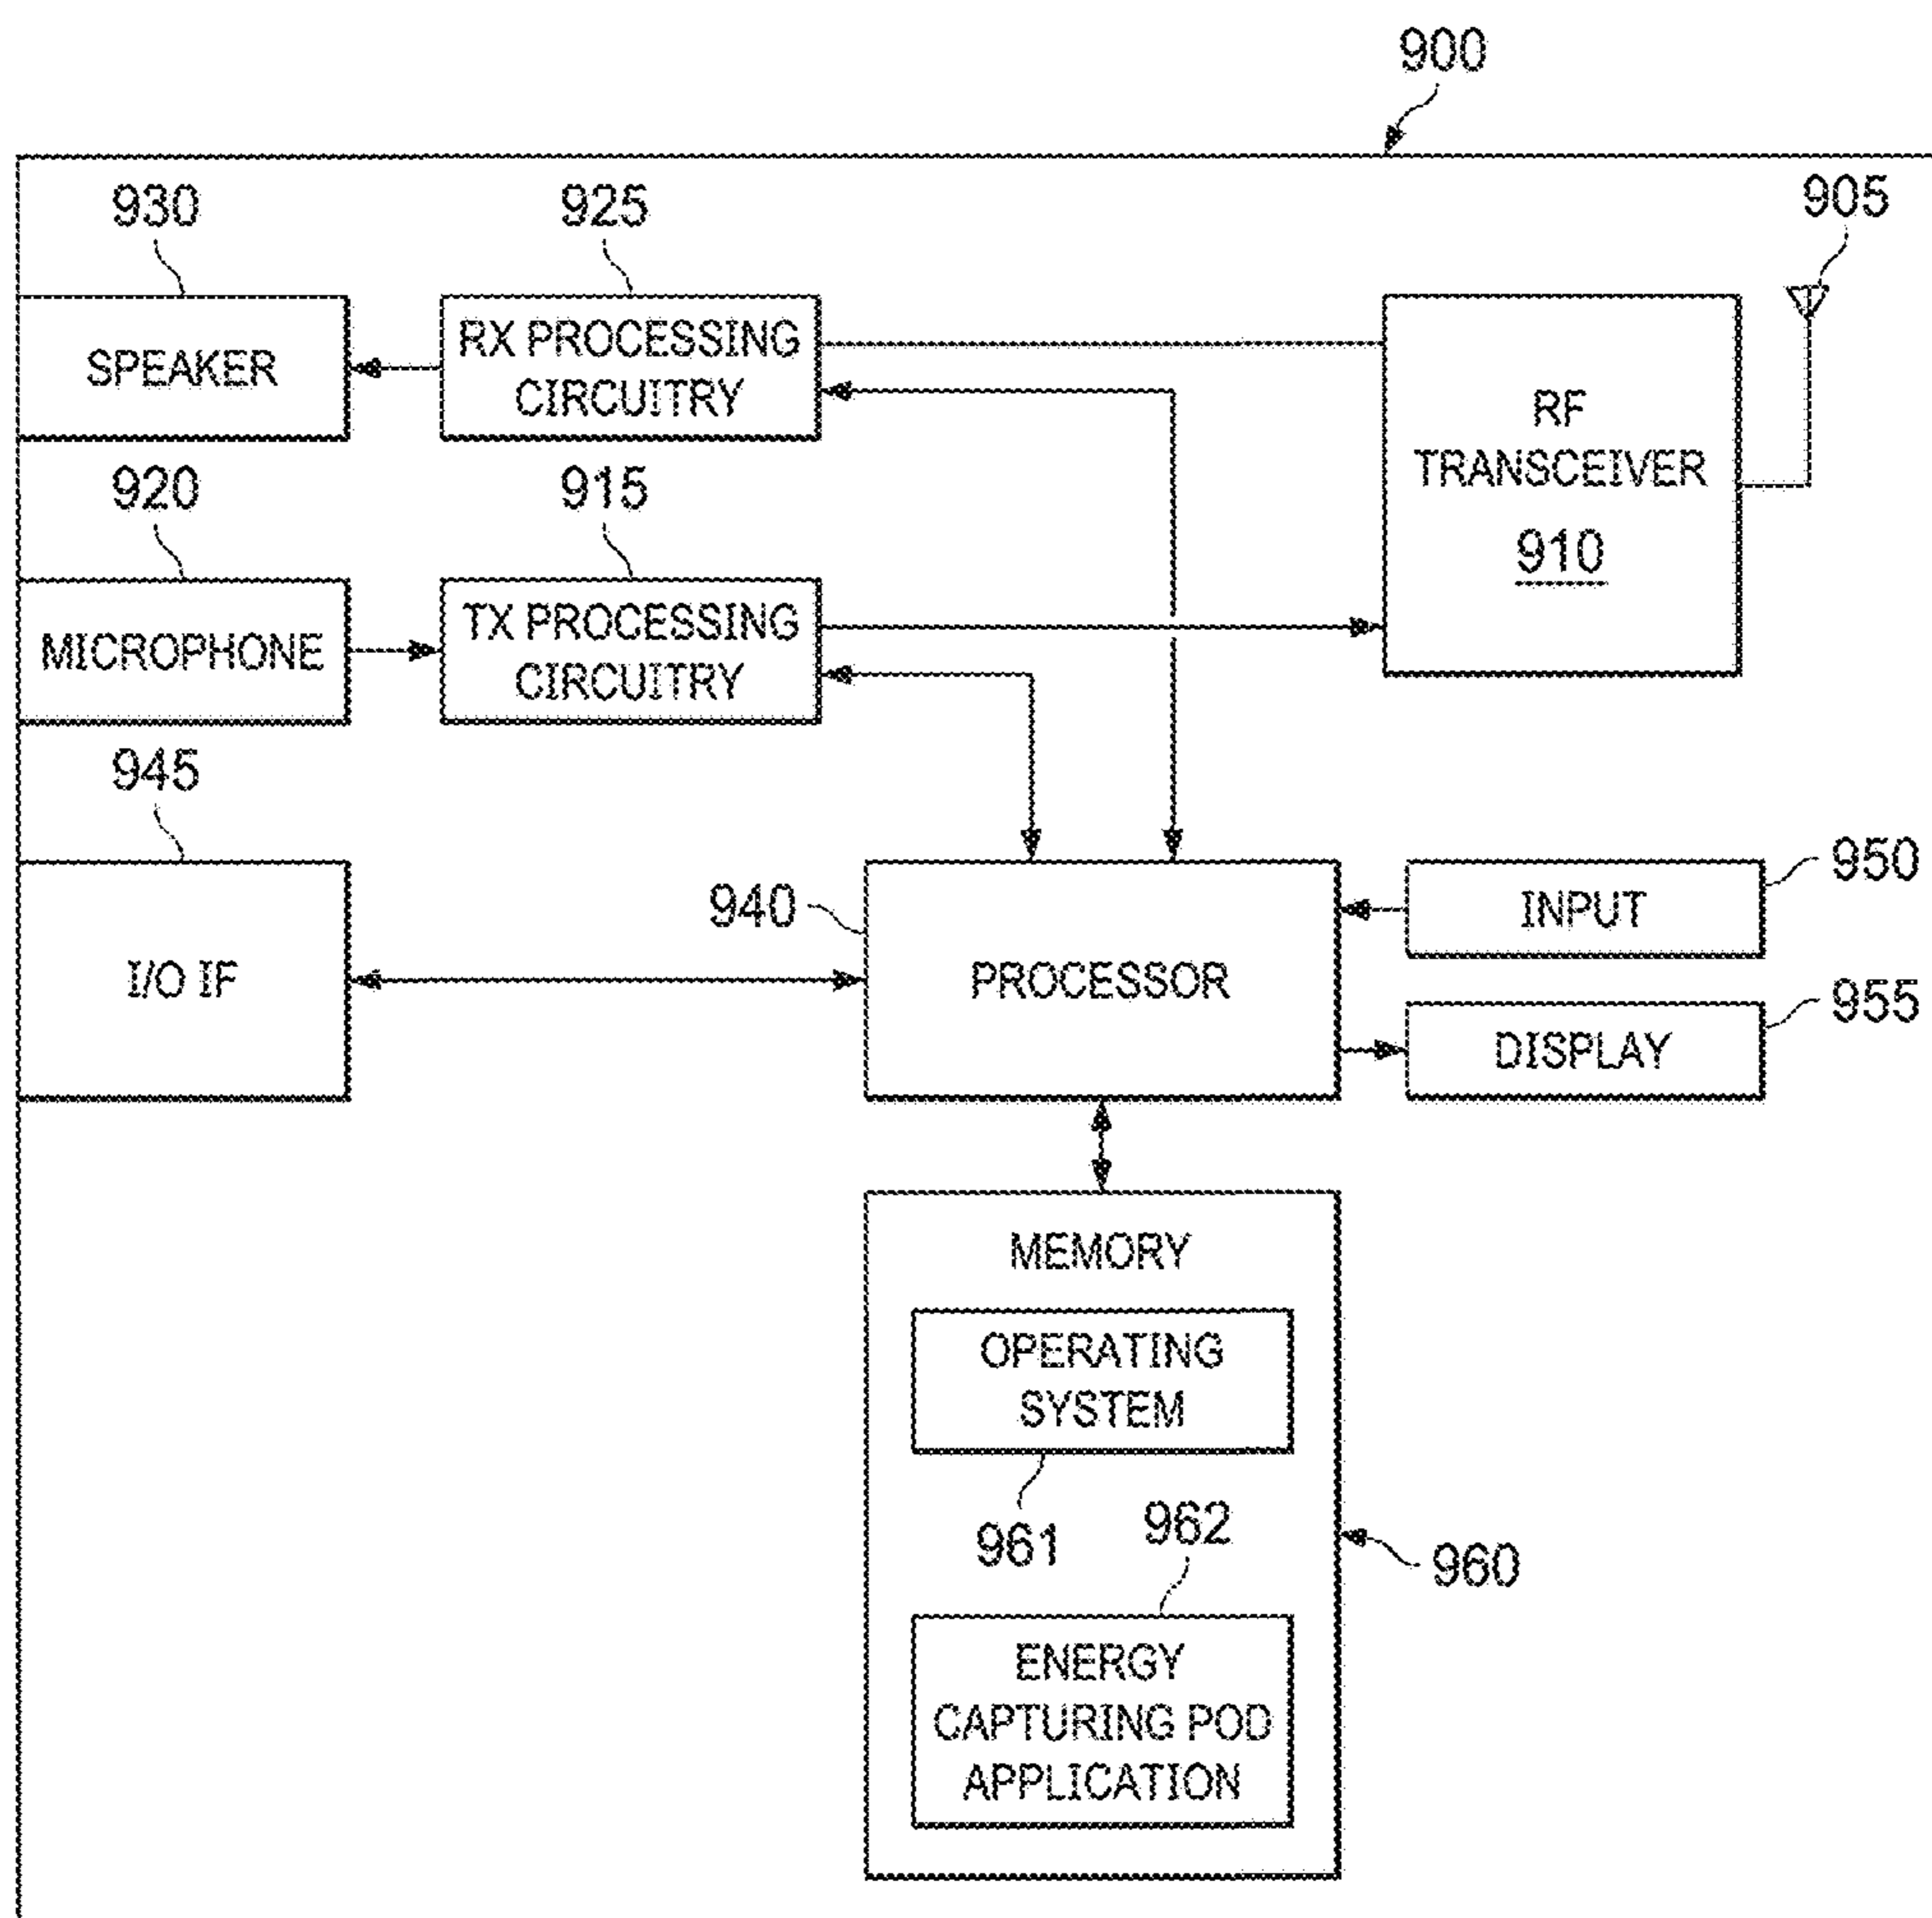 900
930
925
905
SPEAKER
RX PROCESSING
CIRCUITRY
RF
TRANSCEIVER
910
920
915
MICROPHONE
TX PROCESSING
CIRCUITRY
945
I/O IF
940
PROCESSOR
INPUT
950
DISPLAY
955
MEMORY
OPERATING
SYSTEM
961
962
960
ENERGY
CAPTURING POD
APPLICATION